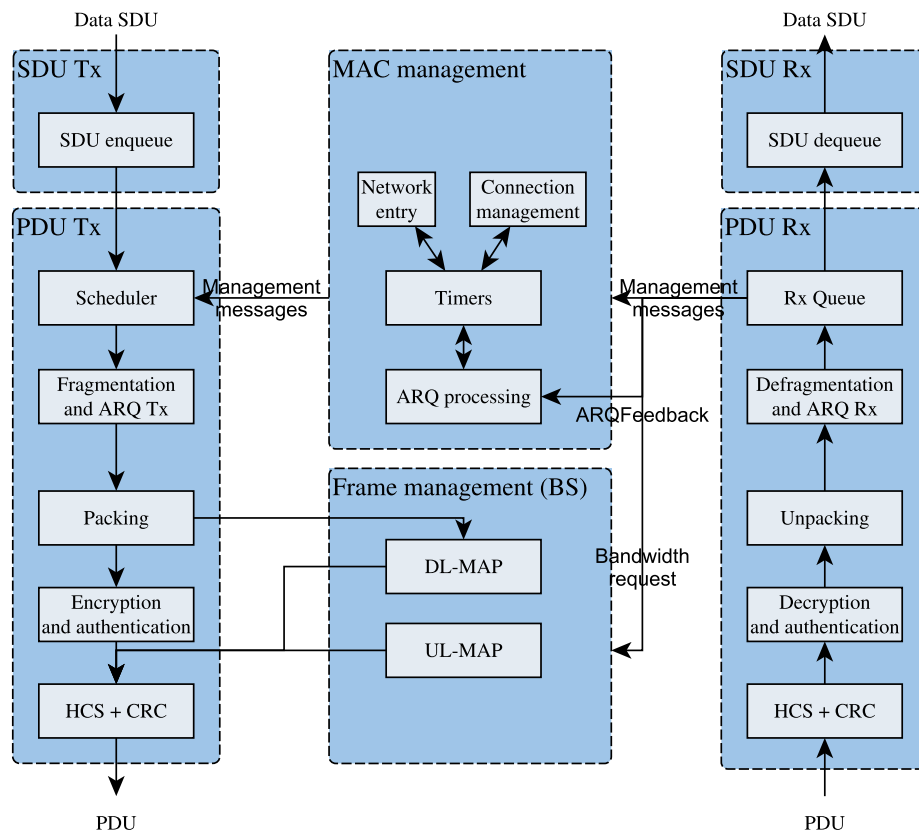 Data SDU
SDU Tx
SDU enqueue
PDU Tx
Scheduler
Fragmentation
and ARQ Tx
Packing
Encryption
and authentication
HCS + CRC
PDU
MAC management
Network
entry
Connection
management
Management
messages
Timers
Management
messages
ARQ processing
ARQFeedback
Frame management (BS)
DL-MAP
Bandwidth
request
UL-MAP
Data SDU
SDU Rx
SDU dequeue
PDU Rx
Rx Queue
Defragmentation
and ARQ Rx
Unpacking
Decryption
and authentication
HCS + CRC
PDU